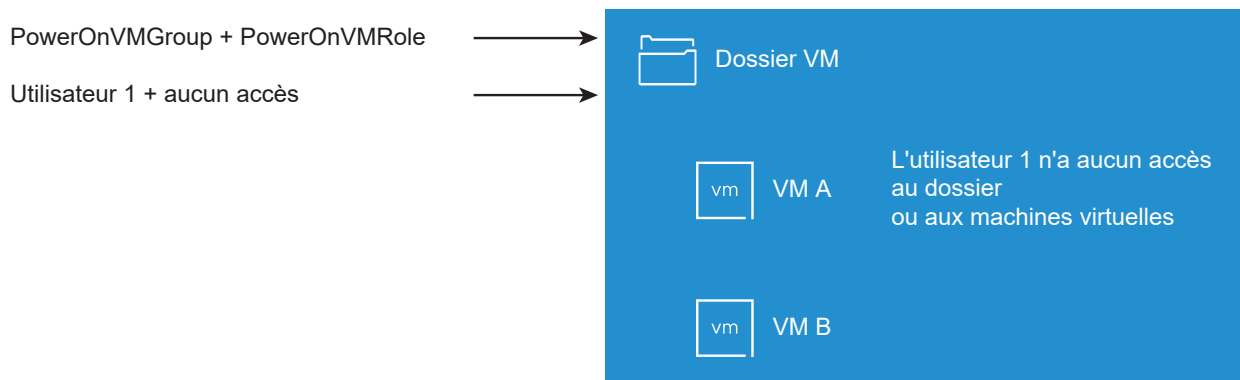 PowerOnVMGroup + PowerOnVMRole
Utilisateur 1 + aucun accès
Dossier VM
vm
VM A
L'utilisateur 1 n'a aucun accès
au dossier
ou aux machines virtuelles
vm
VM B